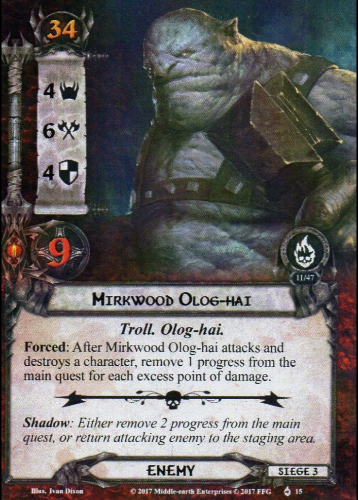 34
4
6
4
9
11/47
MIRKWOOD OLOG-HAI
Troll. Olog-hai.
Forced: After Mirkwood Olog-hai attacks and
destroys a character, remove 1 progress from the
main quest for each excess point of damage.
Shadow: Either remove 2 progress from the main
quest, or return attacking enemy to the staging area.
ENEMY
SIEGE 3
Illus. Ivan Dixon
© 2017 Middle-earth Enterprises © 2017 FFG
15